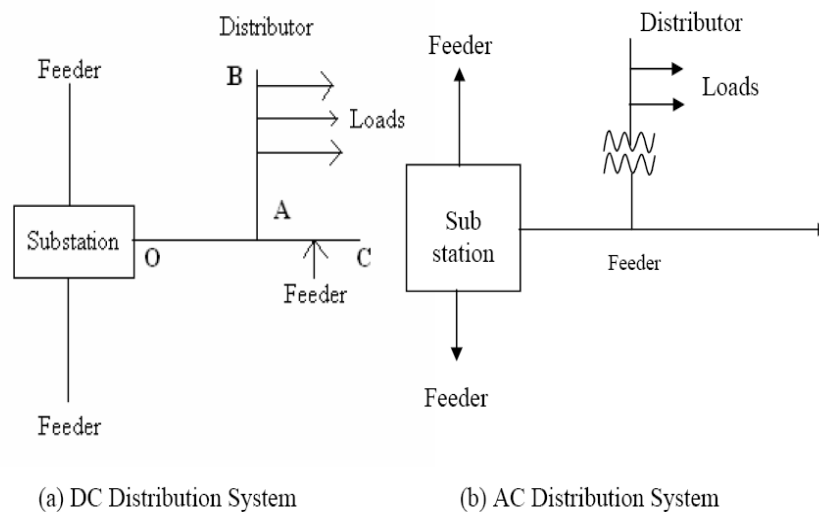 Distributor
Feeder
B
Loads
A
Substation
O
C
Feeder
Feeder
(a) DC Distribution System
Distributor
Feeder
Loads
Sub
station
Feeder
Feeder
(b) AC Distribution System